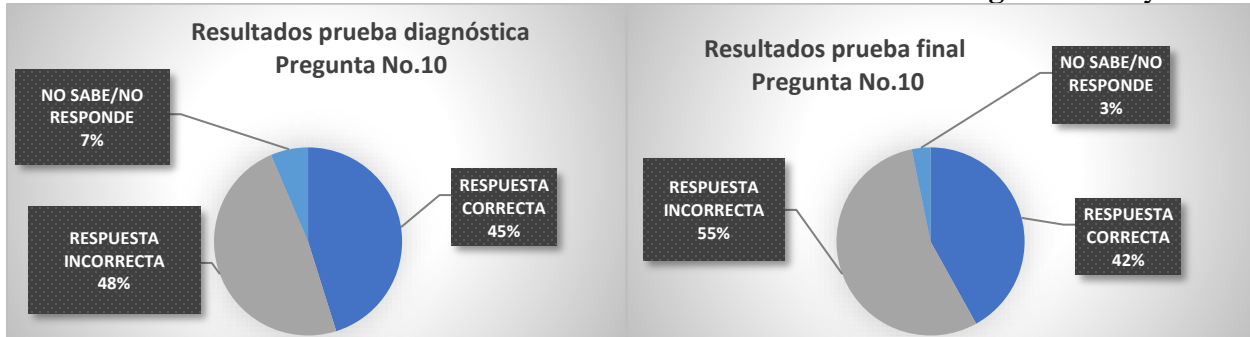 Resultados prueba diagnóstica
Pregunta No.10
NO SABE/NO
RESPONDE
7%
RESPUESTA
CORRECTA
45%
RESPUESTA
INCORRECTA
48%
Resultados prueba final
Pregunta No.10
NO SABE/NO
RESPONDE
3%
RESPUESTA
INCORRECTA
55%
RESPUESTA
CORRECTA
42%